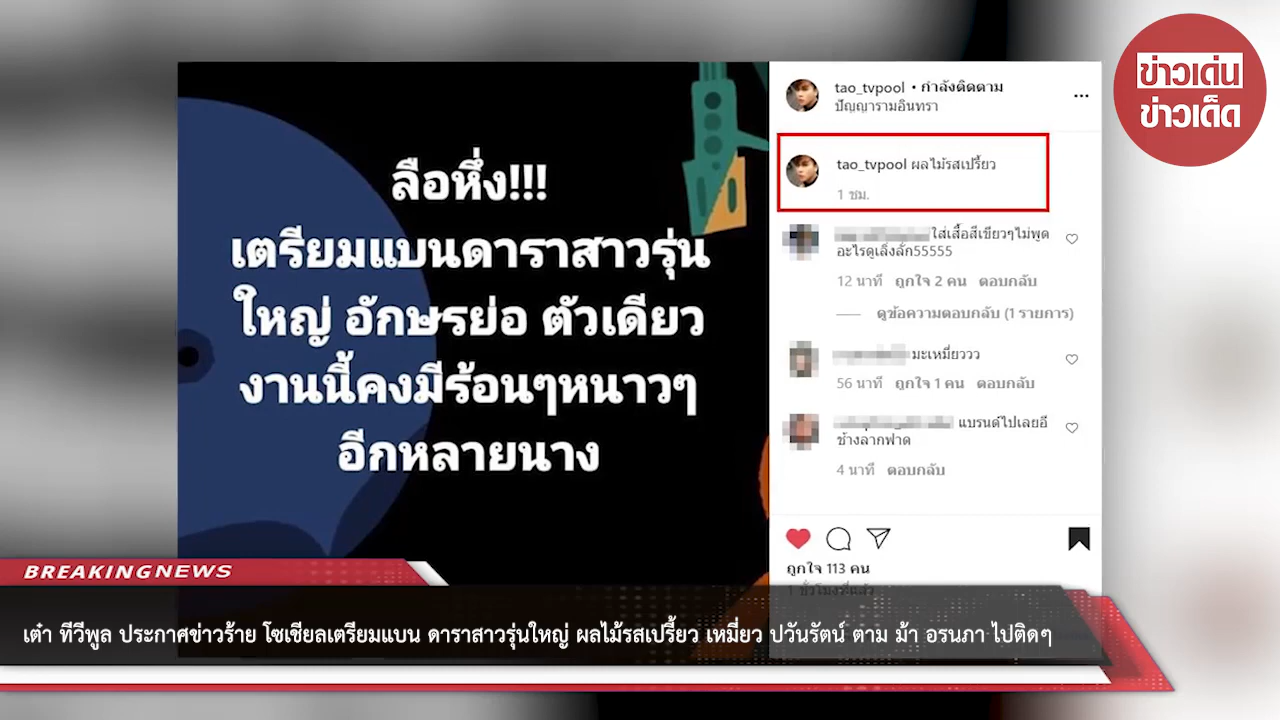 ข่าวเด่น
ข่าวเด็ด
ลือหึ่ง!!!
เตรียมแบนดาราสาวรุ่น
ใหญ่ อักษรย่อ ตัวเดียว
งานนี้คงมีร้อนๆหนาวๆ
อีกหลายนาง
tao_tvpool • กำลังติดตาม
ปัญญารามอินทรา
tao_tvpool ผลไม้รสเปรี้ยว
1 ชม.
ใส่เสื้อสีเขียวๆไม่พูด
อะไรดูเลิ่งลั่ก55555
12 นาที ถูกใจ 2 คน ตอบกลับ
ดูข้อความตอบกลับ (1 รายการ)
มะเหมี่ยววว
56 นาที ถูกใจ 1 คน ตอบกลับ
แบรนด์ไปเลยอี
ช้างลากฟาด
4 นาที ตอบกลับ
ถูกใจ 113 คน
1 ชั่วโมงที่แล้ว
BREAKINGNEWS
เต๋า ทีวีพูล ประกาศข่าวร้าย โซเชียลเตรียมแบน ดาราสาวรุ่นใหญ่ ผลไม้รสเปรี้ยว เหมี่ยว ปวันรัตน์ ตาม ม้า อรนภา ไปติดๆ